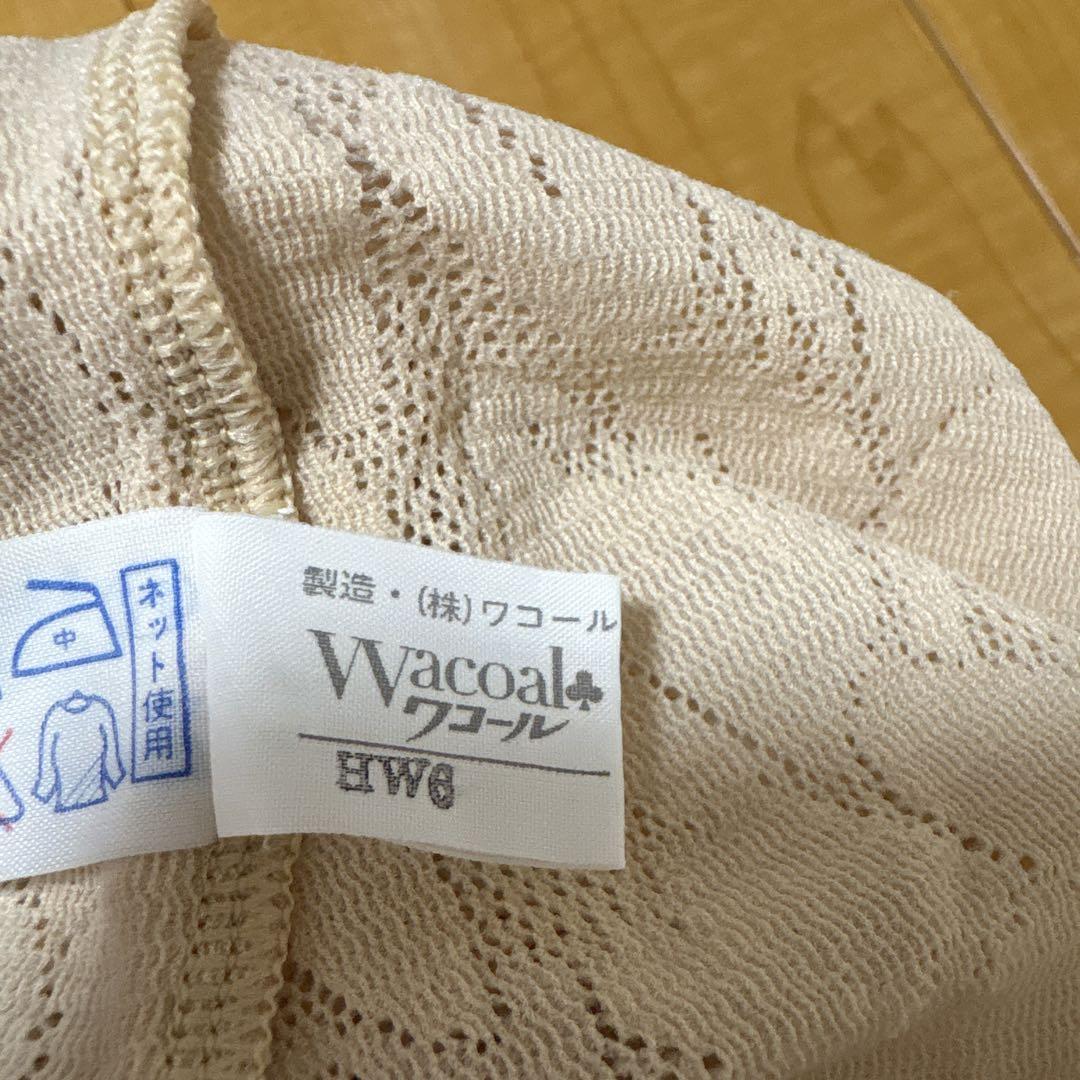 中
ネット使用
製造・(株)ワコール
Wacoal
ワコール
HW6